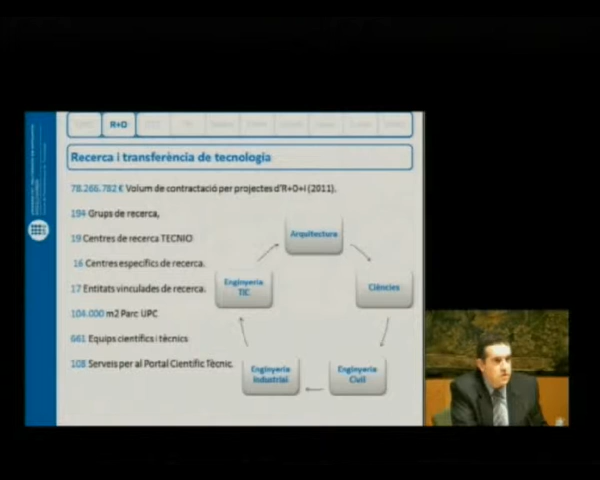 R+D
Recerca i transferència de tecnologia
78.266.782 € Volum de contractació per projectes d'R+D+I (2011).
194 Grups de recerca,
19 Centres de recerca TECNIO
16 Centres específics de recerca.
17 Entitats vinculades de recerca.
104.000 m2 Parc UPC
661 Equips científics i tècnics
108 Serveis per al Portal Científic Tècnic.
Arquitectura
Ciències
Enginyeria
Civil
Enginyeria
Industrial
Enginyeria
TIC